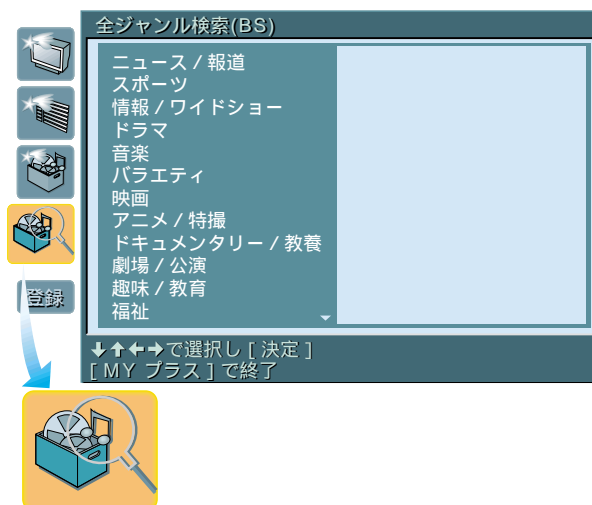 全ジャンル検索(BS)
ニュース / 報道
スポーツ
情報 / ワイドショー
ドラマ
音楽
バラエティ
映画
アニメ / 特撮
ドキュメンタリー / 教養
劇場 / 公演
趣味 / 教育
福祉
登録
↓↑←→で選択し [ 決定 ]
[ MY プラス ] で終了